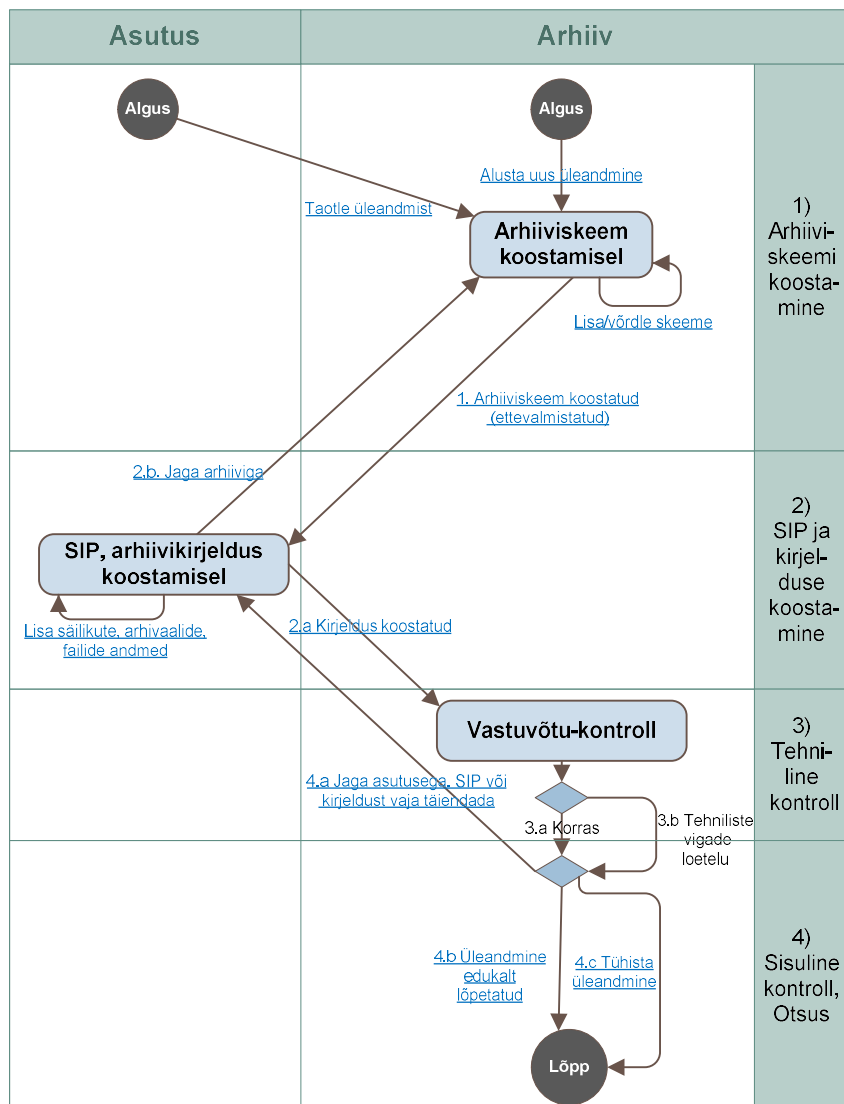 Asutus
Arhiiv
Algus
Algus
Alusta uus üleandmine
Taotle üleandmist
Arhiiviskeem
koostamisel
Lisa/võrdle skeeme
1)
Arhiivi-
skeemi
koosta-
mine
1. Arhiiviskeem koostatud
(ettevalmistatud)
2.b. Jaga arhiiviga
SIP, arhiivikirjeldus
koostamisel
Lisa säilikute, arhivaalide,
failide andmed
2.a Kirjeldus koostatud
2)
SIP ja
kirjel-
duse
koosta-
mine
Vastuvõtu-kontroll
4.a Jaga asutusega, SIP või
kirjeldust vaja täiendada
3.a Korras
3.b Tehniliste
vigade
loetelu
3)
Tehni-
line
kontroll
4.b Üleandmine
edukalt
lõpetatud
4.c Tühista
üleandmine
4)
Sisuline
kontroll,
Otsus
Lõpp